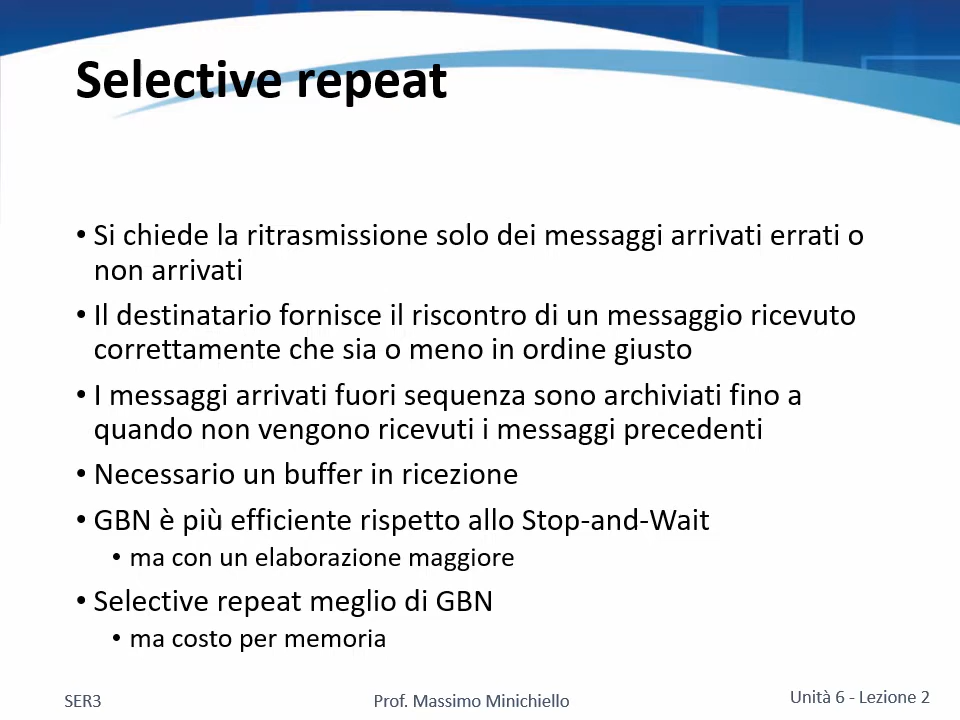 Selective repeat
• Si chiede la ritrasmissione solo dei messaggi arrivati errati o
non arrivati
• Il destinatario fornisce il riscontro di un messaggio ricevuto
correttamente che sia o meno in ordine giusto
• I messaggi arrivati fuori sequenza sono archiviati fino a
quando non vengono ricevuti i messaggi precedenti
• Necessario un buffer in ricezione
• GBN è più efficiente rispetto allo Stop-and-Wait
• ma con un elaborazione maggiore
• Selective repeat meglio di GBN
• ma costo per memoria
SER3
Prof. Massimo Minichiello
Unità 6 - Lezione 2